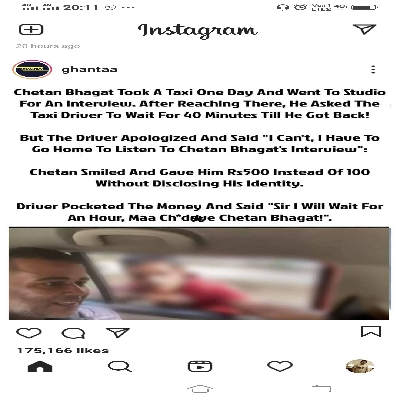 20:11
Instagram
20 hours ago
ghantaa
Chetan Bhagat Took A Taxi One Day And Went To Studio
For An Interview. After Reaching There, He Asked The
Taxi Driver To Wait For 40 Minutes Till He Got Back!
But The Driver Apologized And Said "I Can't, I Have To
Go Home To Listen To Chetan Bhagat's Interview":
Chetan Smiled And Gave Him Rs500 Instead Of 100
Without Disclosing His Identity.
Driver Pocketed The Money And Said "Sir I Will Wait For
An Hour, Maa Ch*d Chetan Bhagat!".
175,166 likes